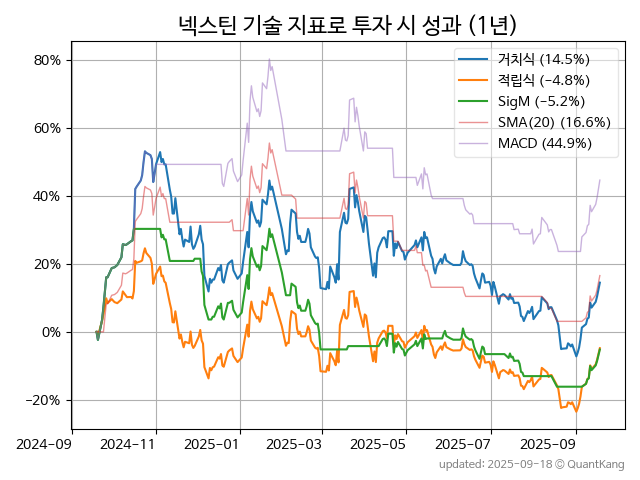 넥스틴 기술 지표로 투자 시 성과 (1년)
80%
60%
40%
20%
0%
−20%
거치식 (14.5%)
적립식 (−4.8%)
SigM (−5.2%)
SMA(20) (16.6%)
MACD (44.9%)
2024-09
2024-11
2025-01
2025-03
2025-05
2025-07
2025-09
updated: 2025-09-18 ⓒ QuantKang